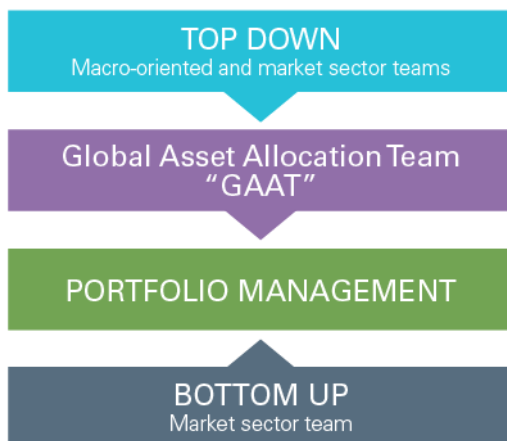 TOP DOWN
Macro-oriented and market sector teams
Global Asset Allocation Team
“GAAT”
PORTFOLIO MANAGEMENT
BOTTOM UP
Market sector team